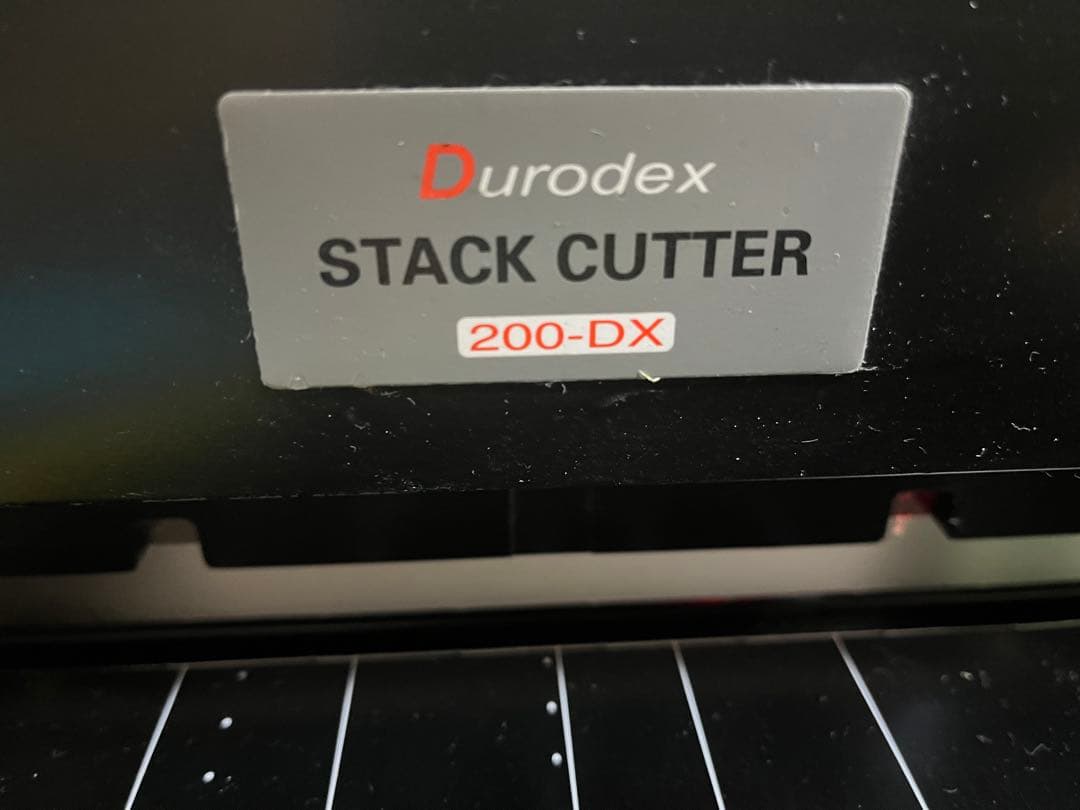 Durodex
STACK CUTTER
200-DX